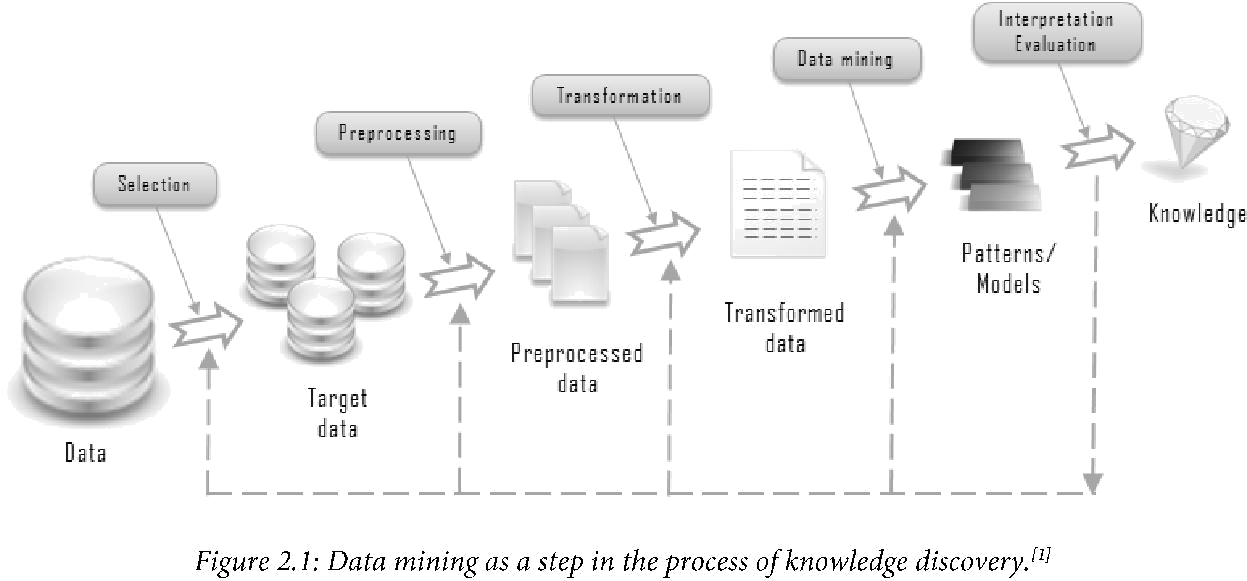 Interpretation
Evaluation
Data mining
Transformation
Preprocessing
Selection
Knowledge
Patterns/
Models
Transformed
data
Preprocessed
data
Target
data
Data
Figure 2.1: Data mining as a step in the process of knowledge discovery.[1]